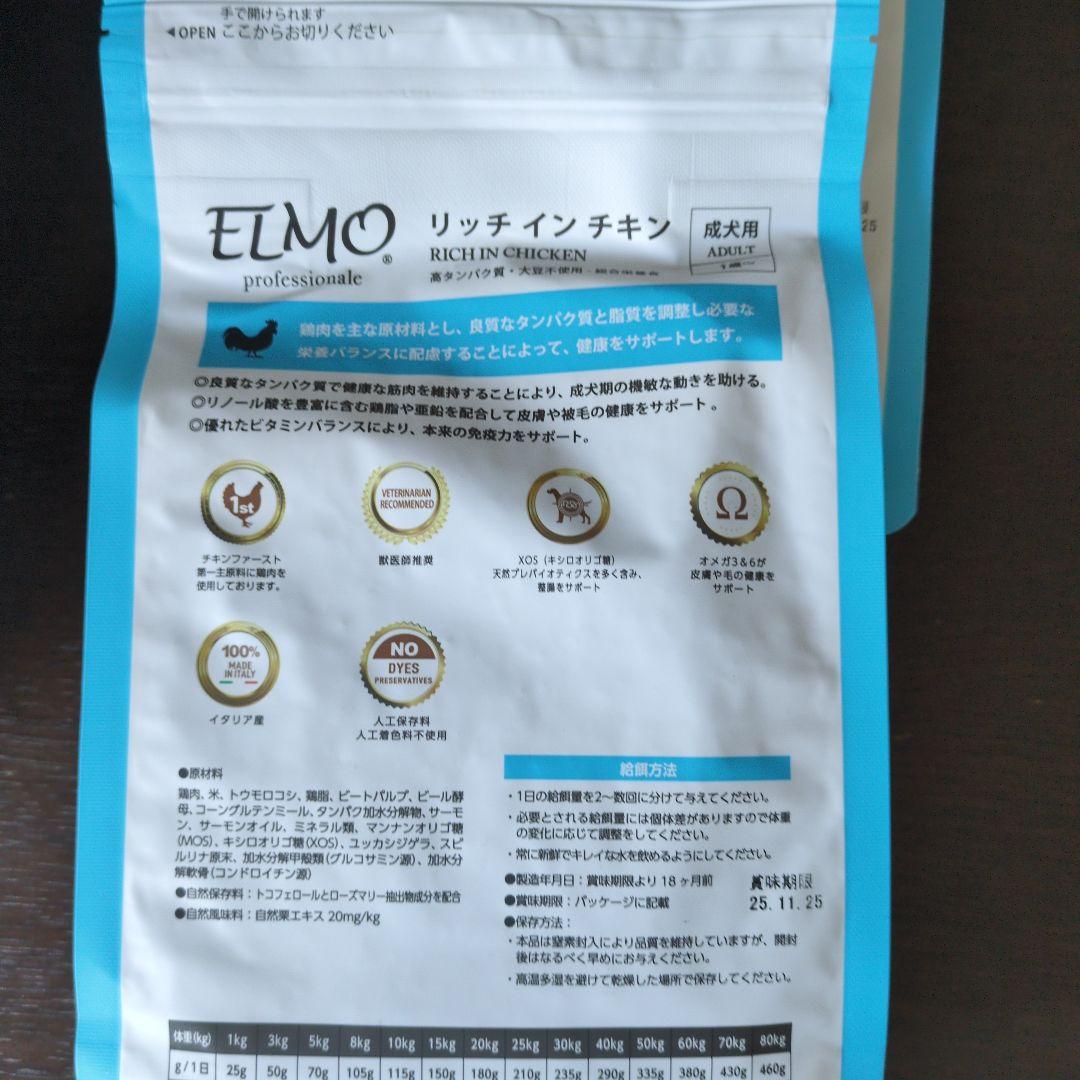 手で開けられます
◀OPEN ここからお切りください
ELMO®
professionale
リッチ イン チキン
RICH IN CHICKEN
高タンパク質・大豆不使用・総合栄養食
成犬用
ADULT
1歳〜
鶏肉を主な原材料とし、良質なタンパク質と脂質を調整し必要な
栄養バランスに配慮することによって、健康をサポートします。
◎良質なタンパク質で健康な筋肉を維持することにより、成犬期の機敏な動きを助ける。
◎リノール酸を豊富に含む鶏脂や亜鉛を配合して皮膚や被毛の健康をサポート。
◎優れたビタミンバランスにより、本来の免疫力をサポート。
1st
チキンファースト
第一主原料に鶏肉を
使用しております。
VETERINARIAN
RECOMMENDED
獣医師推奨
XOS(キシロオリゴ糖)
天然プレバイオティクスを多く含み、
整腸をサポート
Ω
オメガ3&6が
皮膚や毛の健康を
サポート
100%
MADE
IN ITALY
イタリア産
NO
DYES
PRESERVATIVES
人工保存料
人工着色料不使用
●原材料
鶏肉、米、トウモロコシ、鶏脂、ビートパルプ、ビール酵
母、コーングルテンミール、タンパク加水分解物、サーモ
ン、サーモンオイル、ミネラル類、マンナンオリゴ糖
(MOS)、キシロオリゴ糖(XOS)、ユッカシジゲラ、スピ
ルリナ原末、加水分解甲殻類(グルコサミン源)、加水分
解軟骨(コンドロイチン源)
●自然保存料：トコフェロールとローズマリー抽出物成分を配合
●自然風味料：自然栗エキス 20mg/kg
給餌方法
・1日の給餌量を2〜数回に分けて与えてください。
・必要とされる給餌量には個体差がありますので体重
の変化に応じて調整をしてください。
・常に新鮮でキレイな水を飲めるようにしてください。
●製造年月日：賞味期限より18ヶ月前
●賞味期限：パッケージに記載
賞味期限
25.11.25
●保存方法：
・本品は窒素封入により品質を維持していますが、開封
後はなるべく早めにお与えください。
・高温多湿を避けて乾燥した場所で保存してください。
体重(kg) 1kg 3kg 5kg 8kg 10kg 15kg 20kg 25kg 30kg 40kg 50kg 60kg 70kg 80kg
g/1日 25g 50g 70g 105g 115g 150g 180g 210g 235g 290g 335g 380g 430g 460g
25